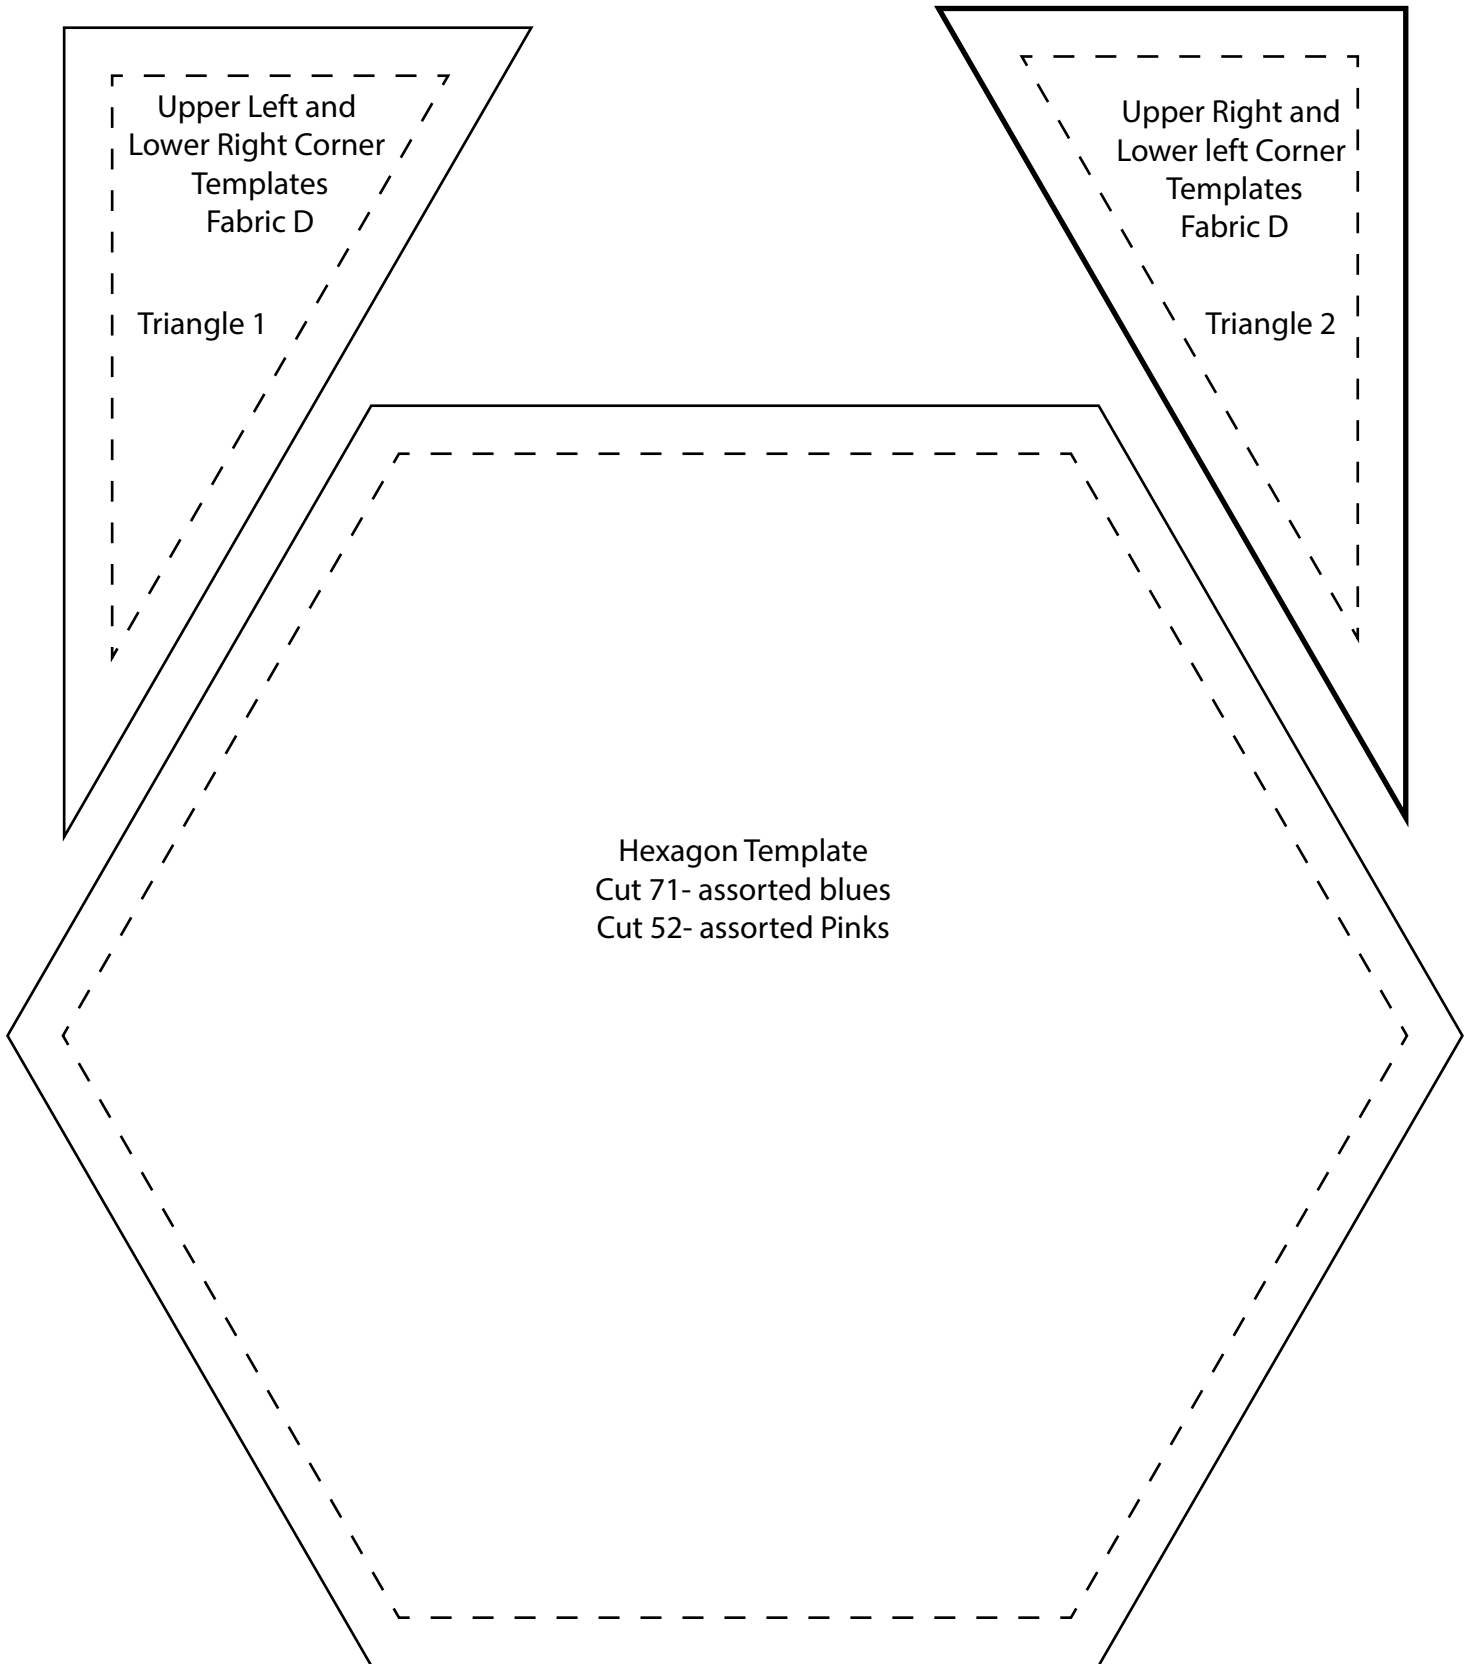 Upper Left and
Lower Right Corner
Templates
Fabric D
Triangle 1
Upper Right and
Lower left Corner
Templates
Fabric D
Triangle 2
Hexagon Template
Cut 71- assorted blues
Cut 52- assorted Pinks